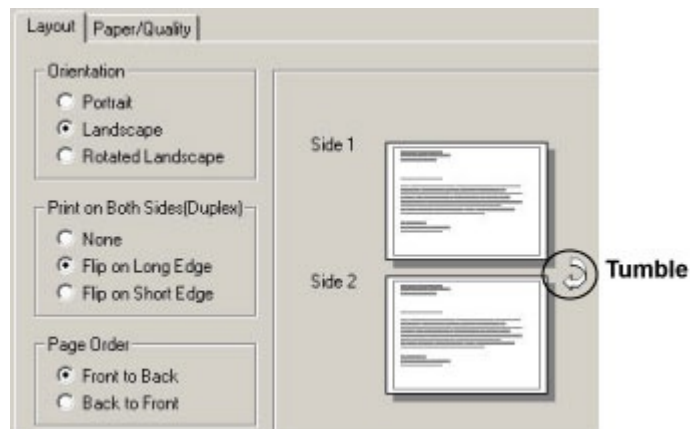 Layout Paper/Quality
Orientation
Portrait
Landscape
Rotated Landscape
Print on Both Sides(Duplex)
None
Flip on Long Edge
Flip on Short Edge
Page Order
Front to Back
Back to Front
Side 1
Side 2
Tumble